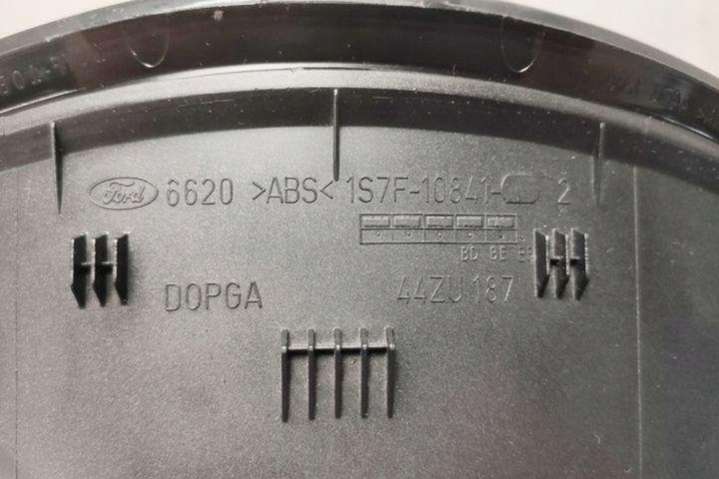 Ford 6620 >ABS< 1S7F-10841- 2
DOPGA
44ZU187